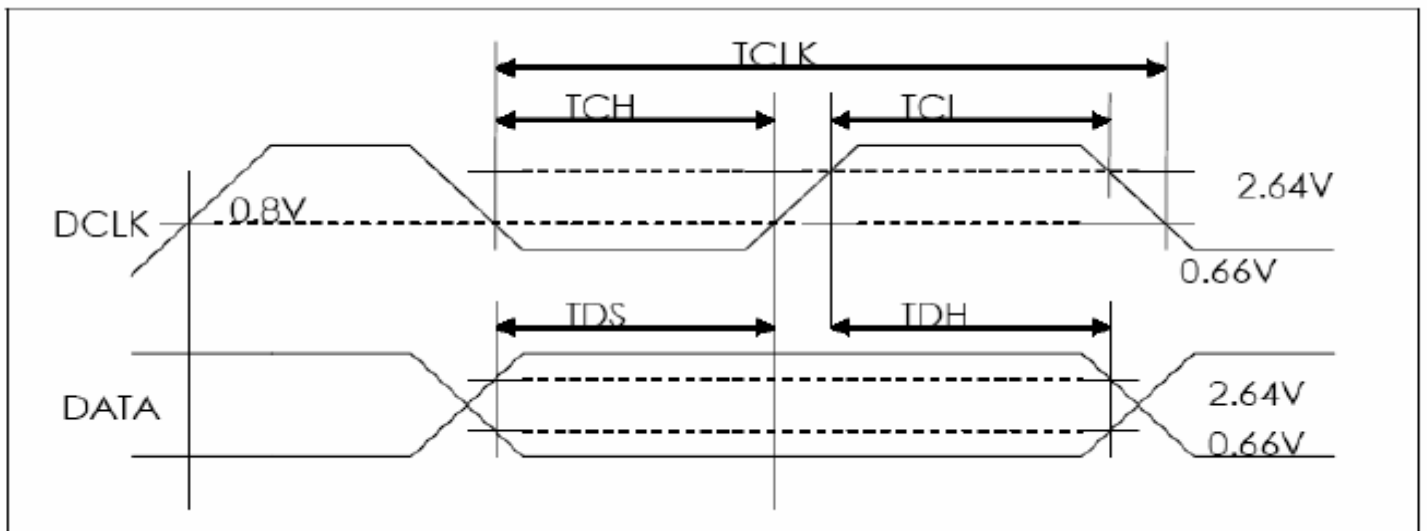 TCLK
TCH TCL
2.64V
0.8V
DCLK
0.66V
TDS TDH
2.64V
DATA
0.66V